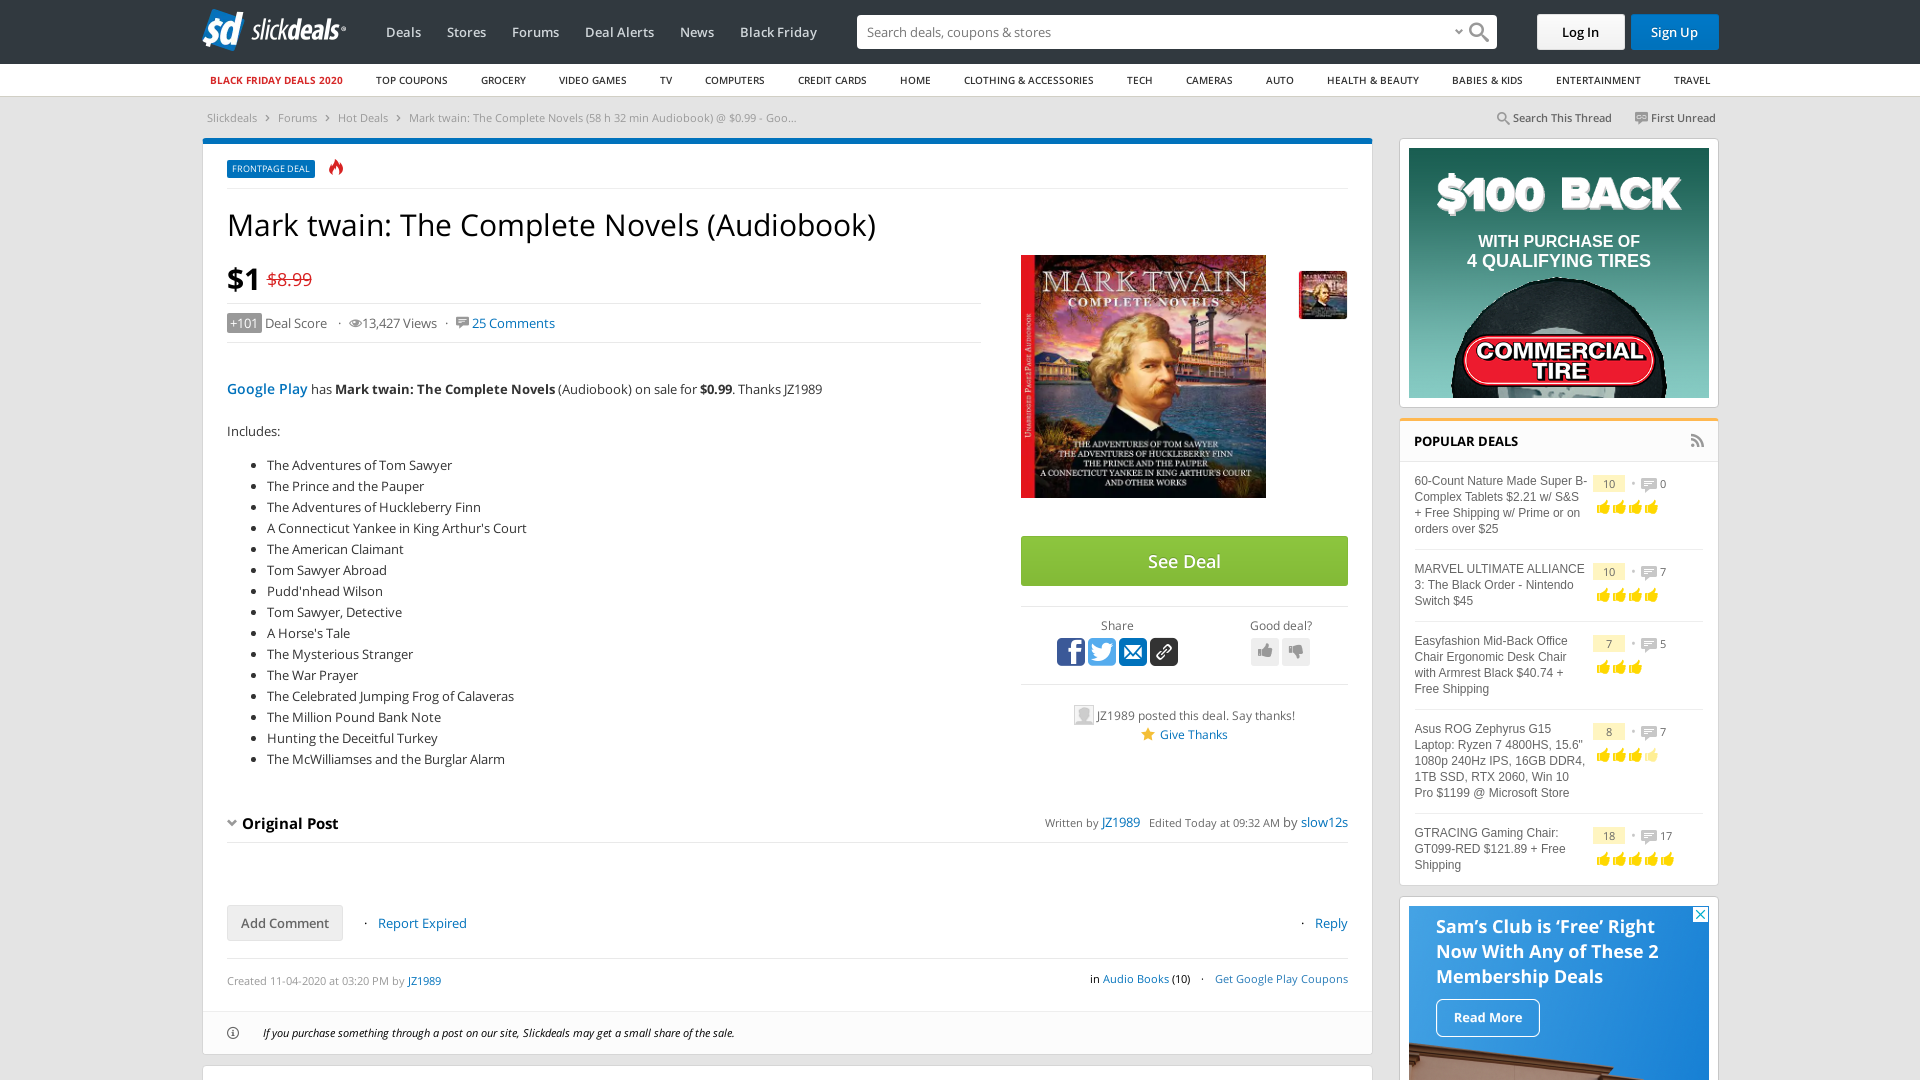 slickdeals
Deals
Stores
Forums
Deal Alerts
News
Black Friday
Search deals, coupons & stores
Log In
Sign Up
BLACK FRIDAY DEALS 2020
TOP COUPONS
GROCERY
VIDEO GAMES
TV
COMPUTERS
CREDIT CARDS
HOME
CLOTHING & ACCESSORIES
TECH
CAMERAS
AUTO
HEALTH & BEAUTY
BABIES & KIDS
ENTERTAINMENT
TRAVEL
Slickdeals > Forums > Hot Deals > Mark twain: The Complete Novels (58 h 32 min Audiobook) @ $0.99 - Goo...
Search This Thread
First Unread
FRONTPAGE DEAL
Mark twain: The Complete Novels (Audiobook)
$1 $8.99
+101 Deal Score · 13,427 Views · 25 Comments
Google Play has Mark twain: The Complete Novels (Audiobook) on sale for $0.99. Thanks JZ1989
Includes:
• The Adventures of Tom Sawyer
• The Prince and the Pauper
• The Adventures of Huckleberry Finn
• A Connecticut Yankee in King Arthur's Court
• The American Claimant
• Tom Sawyer Abroad
• Pudd'nhead Wilson
• Tom Sawyer, Detective
• A Horse's Tale
• The Mysterious Stranger
• The War Prayer
• The Celebrated Jumping Frog of Calaveras
• The Million Pound Bank Note
• Hunting the Deceitful Turkey
• The McWilliamses and the Burglar Alarm
MARK TWAIN
COMPLETE NOVELS
UNABRIDGED PAGE2PAGE AUDIOBOOK
THE ADVENTURES OF TOM SAWYER
THE ADVENTURES OF HUCKLEBERRY FINN
THE PRINCE AND THE PAUPER
A CONNECTICUT YANKEE IN KING ARTHUR'S COURT
AND OTHER WORKS
MARK TWAIN
See Deal
Share
Good deal?
JZ1989 posted this deal. Say thanks!
Give Thanks
Original Post
Written by JZ1989 Edited Today at 09:32 AM by slow12s
Add Comment
· Report Expired
· Reply
Created 11-04-2020 at 03:20 PM by JZ1989
in Audio Books (10) · Get Google Play Coupons
If you purchase something through a post on our site, Slickdeals may get a small share of the sale.
$100 BACK
WITH PURCHASE OF
4 QUALIFYING TIRES
COMMERCIAL
TIRE
POPULAR DEALS
60-Count Nature Made Super B-
Complex Tablets $2.21 w/ S&S
+ Free Shipping w/ Prime or on
orders over $25
10 • 0
MARVEL ULTIMATE ALLIANCE
3: The Black Order - Nintendo
Switch $45
10 • 7
Easyfashion Mid-Back Office
Chair Ergonomic Desk Chair
with Armrest Black $40.74 +
Free Shipping
7 • 5
Asus ROG Zephyrus G15
Laptop: Ryzen 7 4800HS, 15.6"
1080p 240Hz IPS, 16GB DDR4,
1TB SSD, RTX 2060, Win 10
Pro $1199 @ Microsoft Store
8 • 7
GTRACING Gaming Chair:
GT099-RED $121.89 + Free
Shipping
18 • 17
Sam's Club is ‘Free’ Right
Now With Any of These 2
Membership Deals
Read More